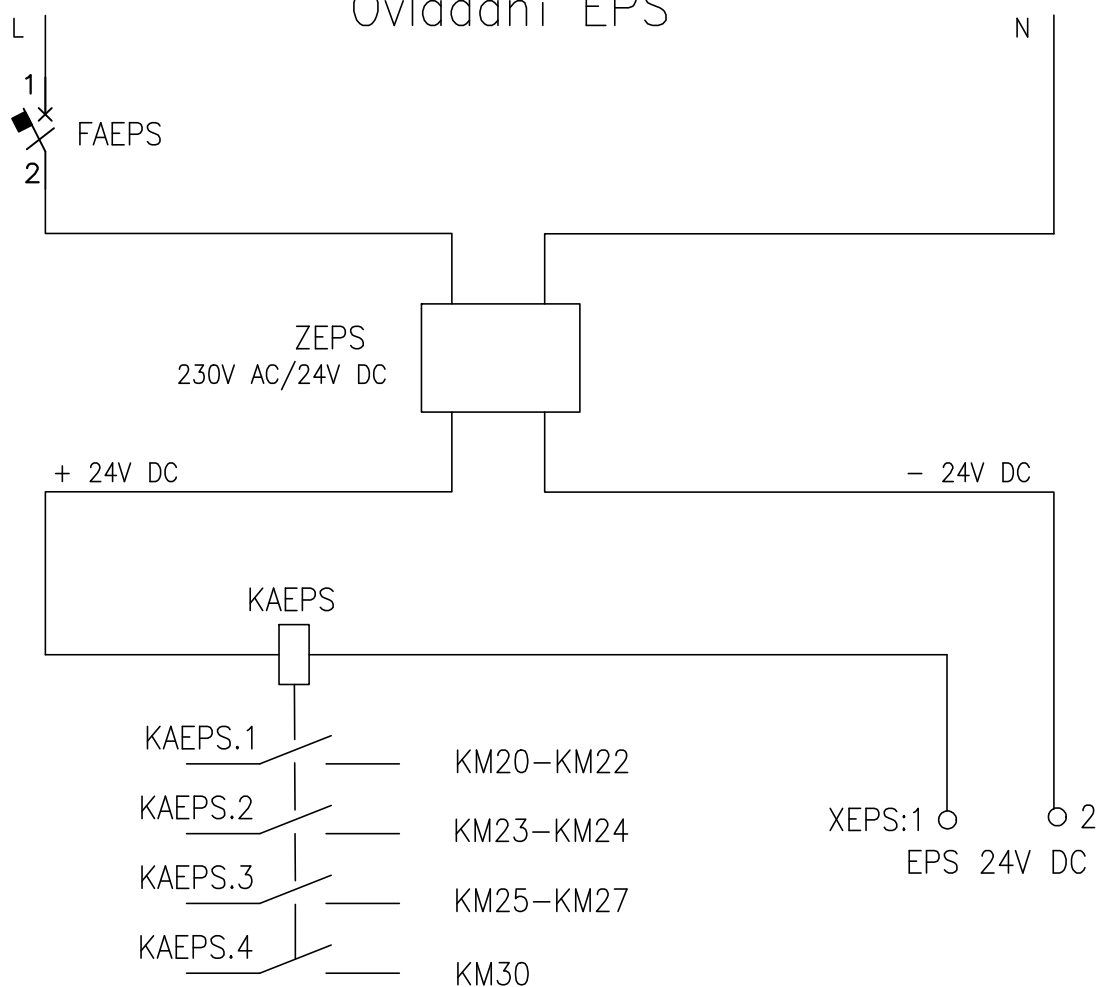 Ovládání EPS
L
N
1
FAEPS
2
ZEPS
230V AC/24V DC
+ 24V DC
- 24V DC
KAEPS
KAEPS.1
KM20-KM22
KAEPS.2
KM23-KM24
XEPS:1
2
EPS 24V DC
KAEPS.3
KM25-KM27
KAEPS.4
KM30